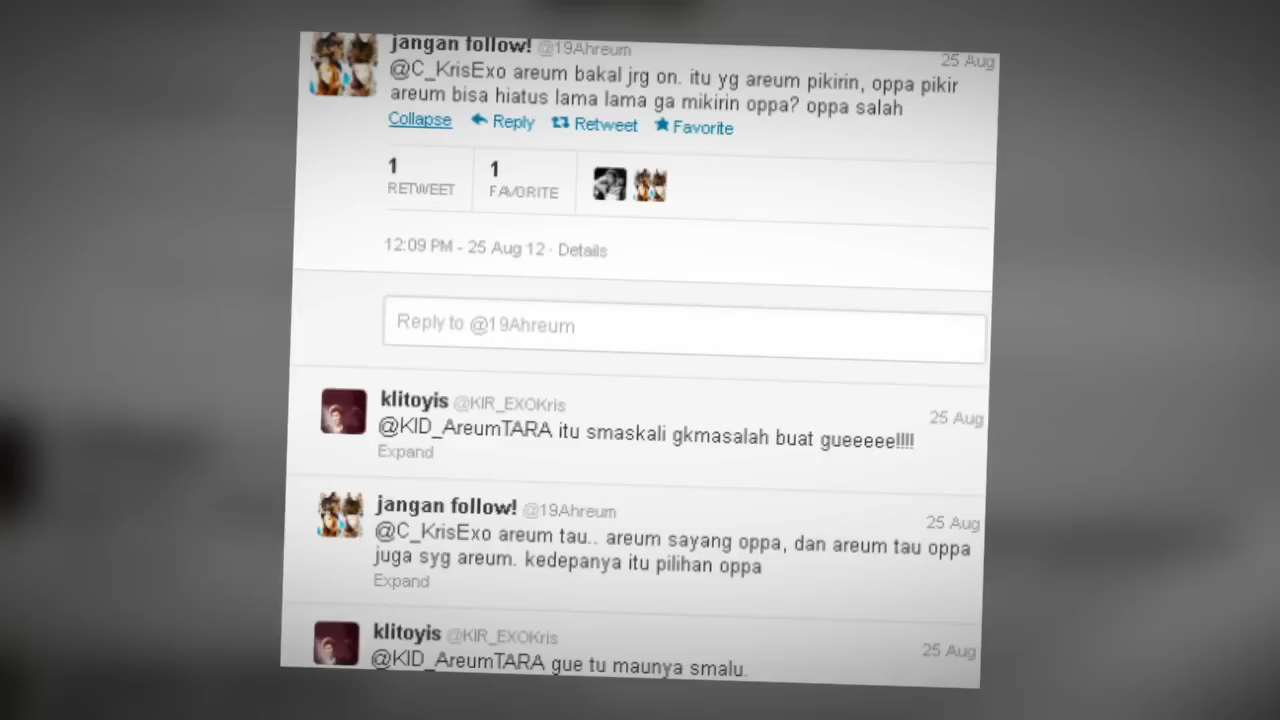 jangan follow! @19Ahreum 25 Aug
@C_KrisExo areum bakal jrg on. itu yg areum pikirin, oppa pikir
areum bisa hiatus lama lama ga mikirin oppa? oppa salah
Collapse Reply Retweet Favorite
1 1
RETWEET FAVORITE
12:09 PM - 25 Aug 12 · Details
Reply to @19Ahreum
klitoyis @KIR_EXOKris 25 Aug
@KID_AreumTARA itu smaskali gkmasalah buat gueeeee!!!!
Expand
jangan follow! @19Ahreum 25 Aug
@C_KrisExo areum tau.. areum sayang oppa, dan areum tau oppa
juga syg areum. kedepanya itu pilihan oppa
Expand
klitoyis @KIR_EXOKris 25 Aug
@KID_AreumTARA gue tu maunya smalu.